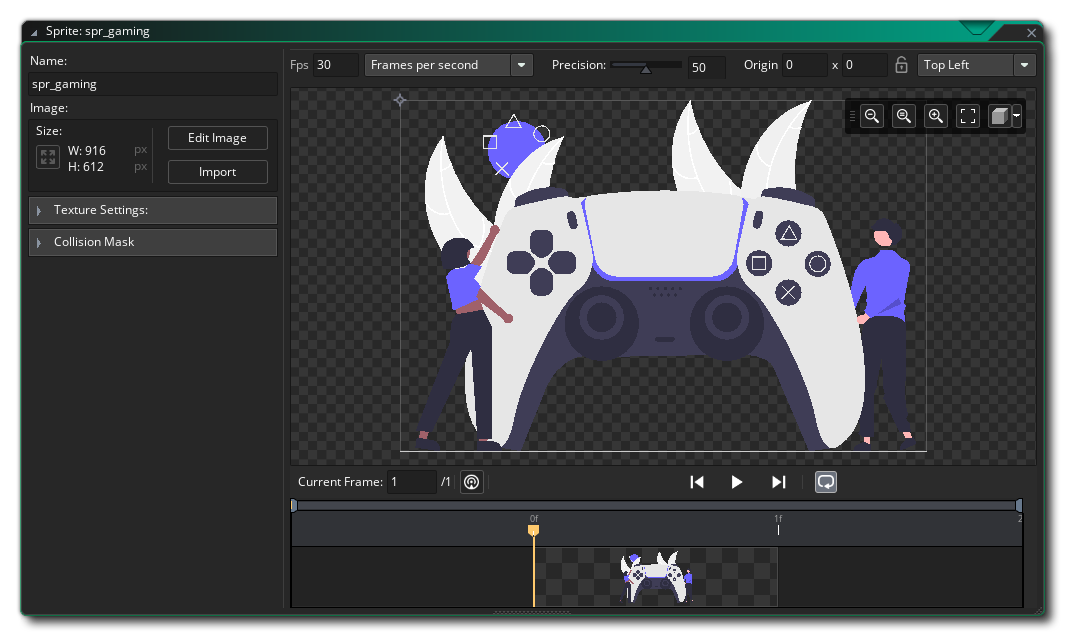 Sprite: spr_gaming
Name:
spr_gaming
Image:
Size:
W: 916 px
H: 612 px
Edit Image
Import
Texture Settings:
Collision Mask
Fps 30 Frames per second Precision: 50 Origin 0 x 0 Top Left
Current Frame: 1 /1
0f 1f 2